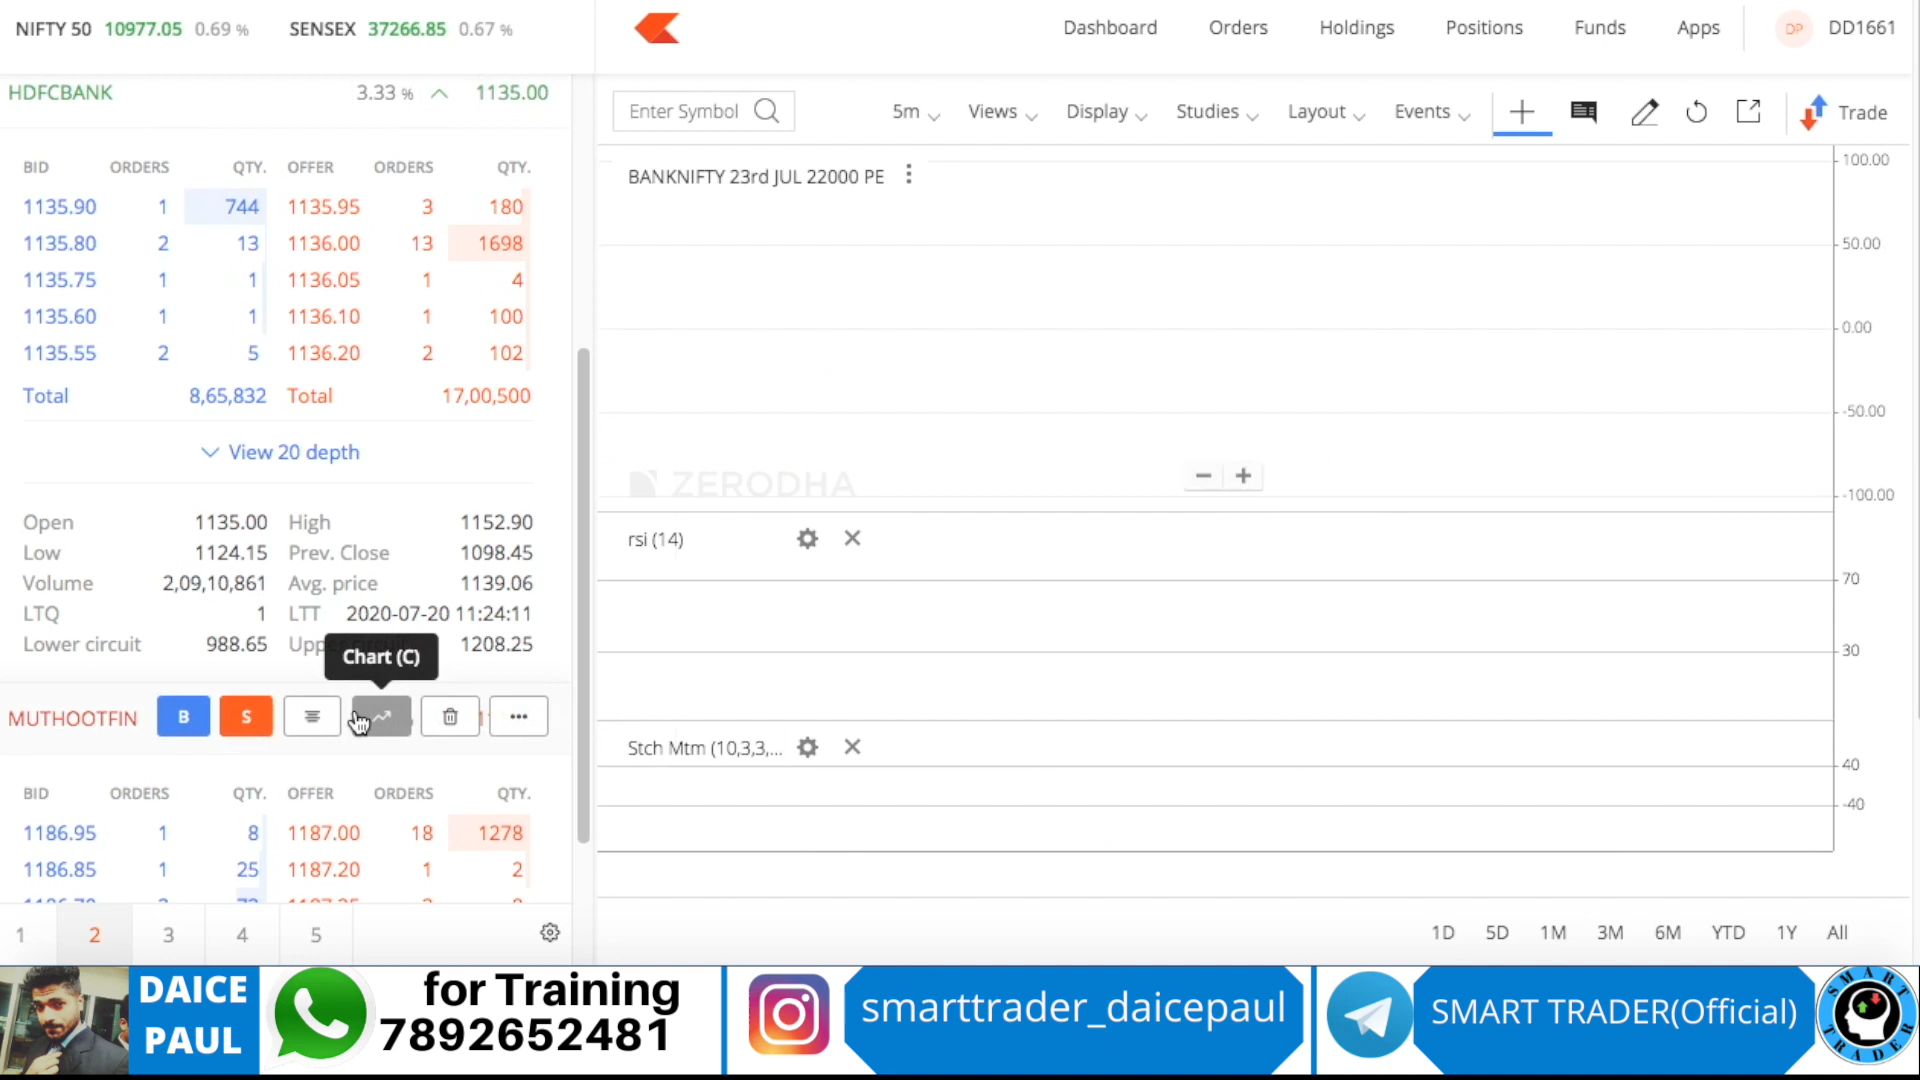 NIFTY 50 10977.05 0.69 % SENSEX 37266.85 0.67 %
Dashboard Orders Holdings Positions Funds Apps DP DD1661
HDFCBANK 3.33 % 1135.00
Enter Symbol 5m Views Display Studies Layout Events Trade
BID ORDERS QTY. OFFER ORDERS QTY.
1135.90 1 744 1135.95 3 180
1135.80 2 13 1136.00 13 1698
1135.75 1 1 1136.05 1 4
1135.60 1 1 1136.10 1 100
1135.55 2 5 1136.20 2 102
Total 8,65,832 Total 17,00,500
View 20 depth
Open 1135.00 High 1152.90
Low 1124.15 Prev. Close 1098.45
Volume 2,09,10,861 Avg. price 1139.06
LTQ 1 LTT 2020-07-20 11:24:11
Lower circuit 988.65 1208.25
Chart (C)
MUTHOOTFIN B S
BID ORDERS QTY. OFFER ORDERS QTY.
1186.95 1 8 1187.00 18 1278
1186.85 1 25 1187.20 1 2
1 2 3 4 5
BANKNIFTY 23rd JUL 22000 PE
100.00
50.00
0.00
-50.00
-100.00
ZERODHA
rsi (14)
70
30
Stch Mtm (10,3,3,...
40
-40
1D 5D 1M 3M 6M YTD 1Y All
DAICE PAUL
for Training
7892652481
smarttrader_daicepaul
SMART TRADER(Official)
SMART
TRADER